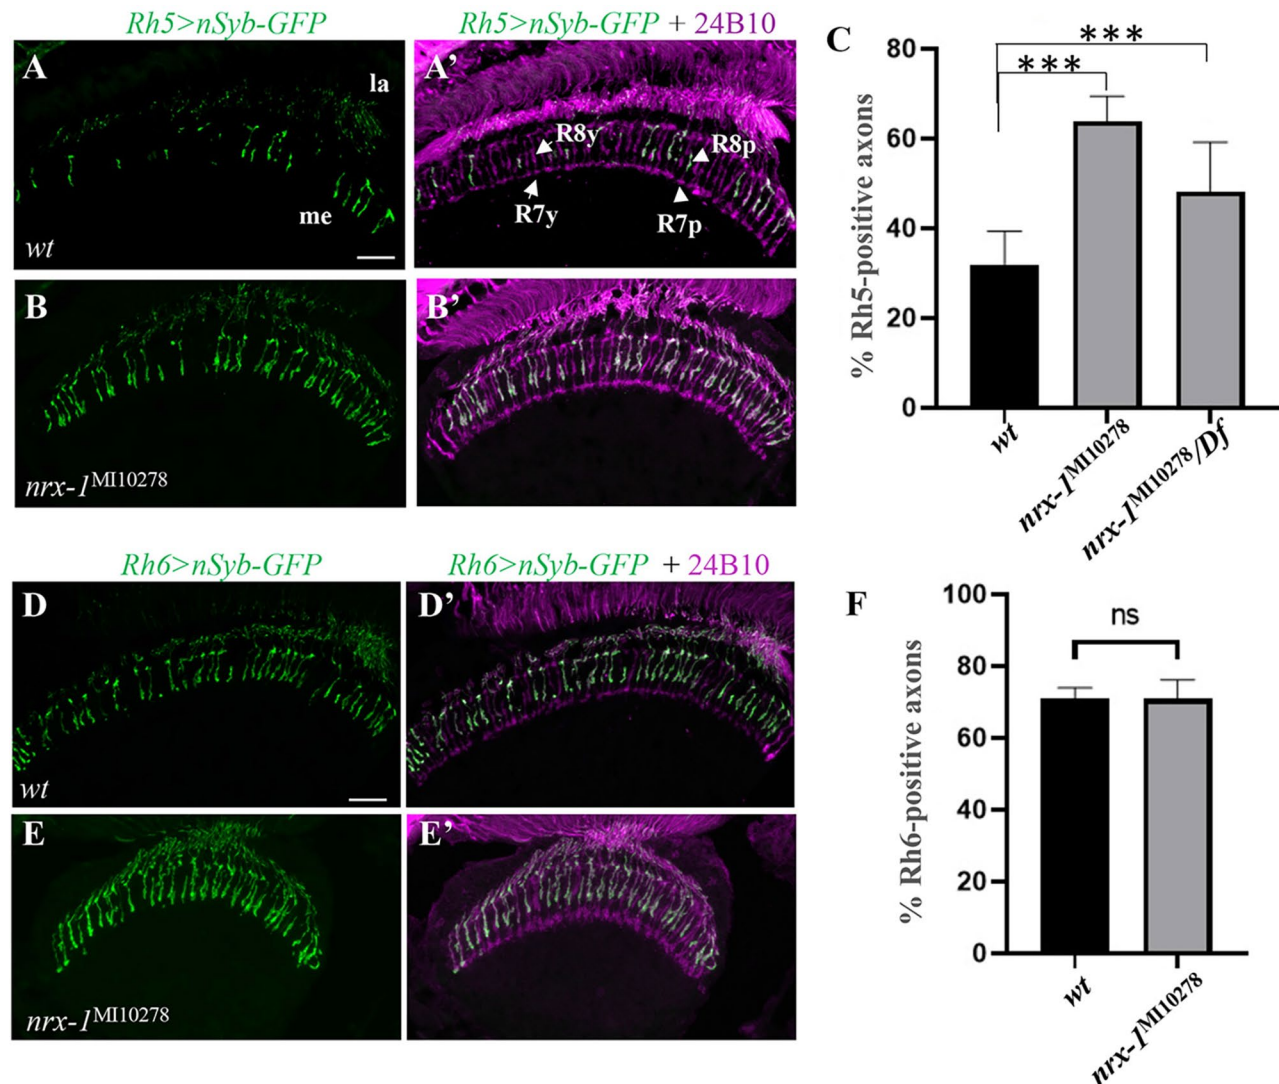 Rh5>nSyb-GFP
Rh5>nSyb-GFP + 24B10
A
la
me
wt
A'
R8y
R8p
R7y
R7p
B
nrx-1MI10278
B'
C
% Rh5-positive axons
80
60
40
20
0
***
***
wt
nrx-1MI10278
nrx-1MI10278/Df
Rh6>nSyb-GFP
Rh6>nSyb-GFP + 24B10
D
wt
D'
E
nrx-1MI10278
E'
F
% Rh6-positive axons
100
80
60
40
20
0
ns
wt
nrx-1MI10278